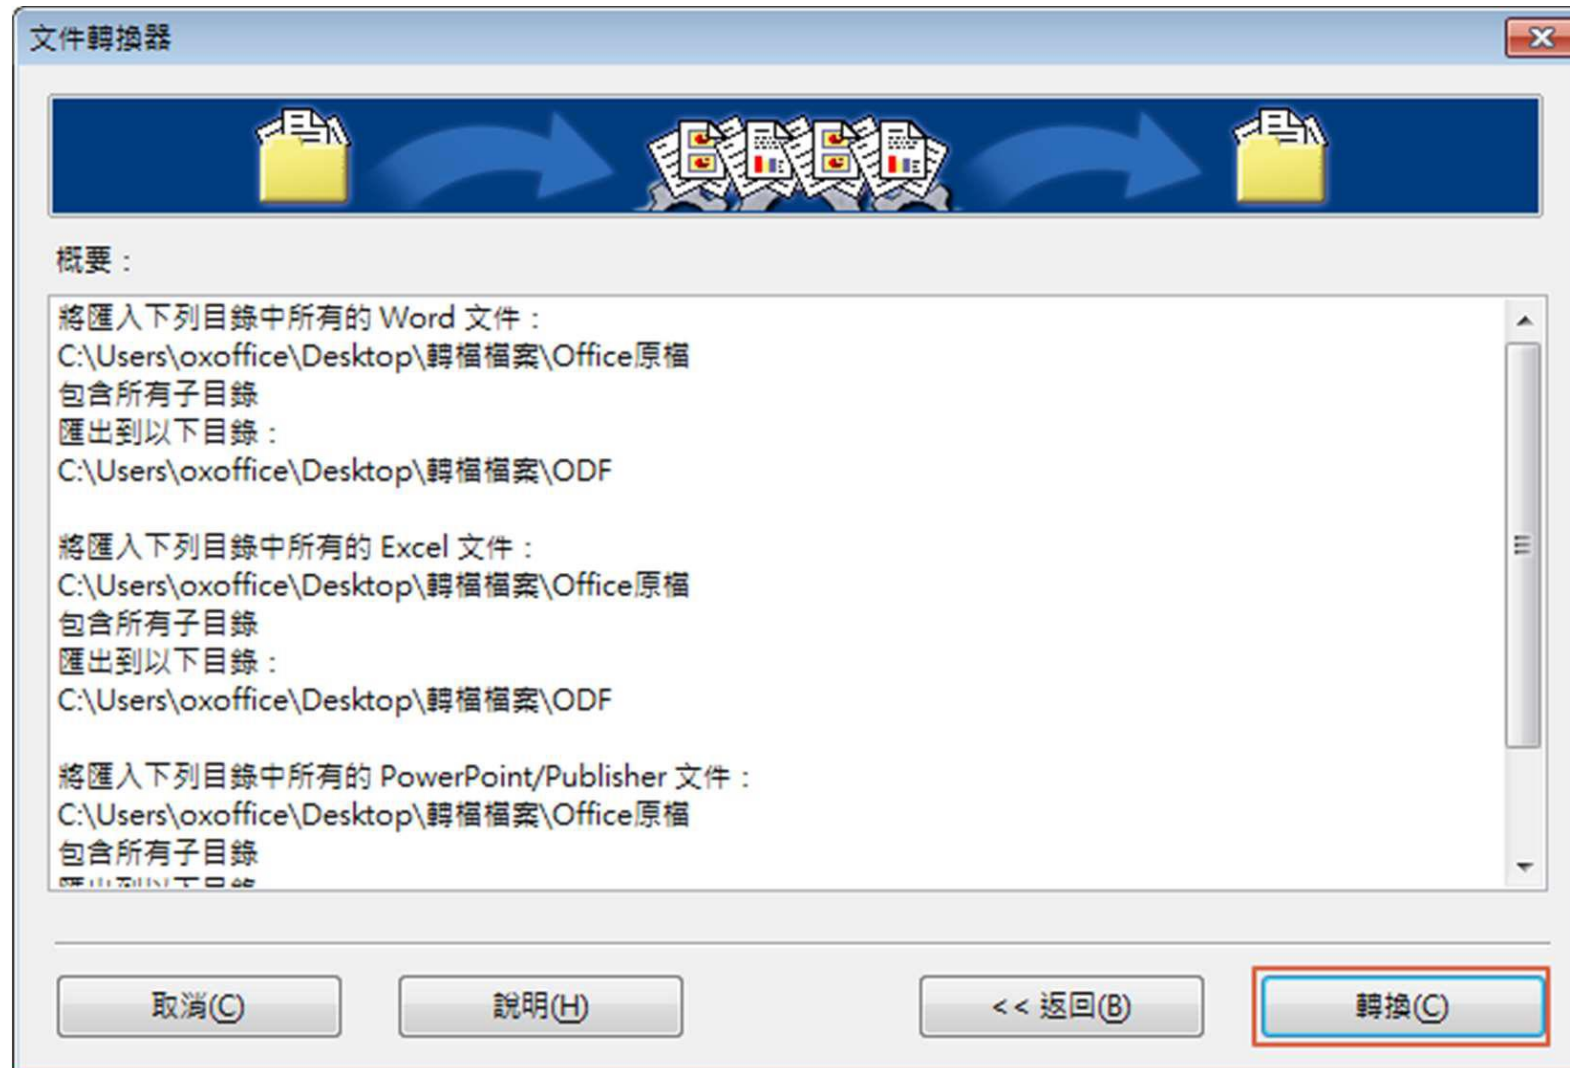 文件轉換器
概要：
將匯入下列目錄中所有的 Word 文件：
C:\Users\oxoffice\Desktop\轉檔檔案\Office原檔
包含所有子目錄
匯出到以下目錄：
C:\Users\oxoffice\Desktop\轉檔檔案\ODF
將匯入下列目錄中所有的 Excel 文件：
C:\Users\oxoffice\Desktop\轉檔檔案\Office原檔
包含所有子目錄
匯出到以下目錄：
C:\Users\oxoffice\Desktop\轉檔檔案\ODF
將匯入下列目錄中所有的 PowerPoint/Publisher 文件：
C:\Users\oxoffice\Desktop\轉檔檔案\Office原檔
包含所有子目錄
取消(C)
說明(H)
<< 返回(B)
轉換(C)